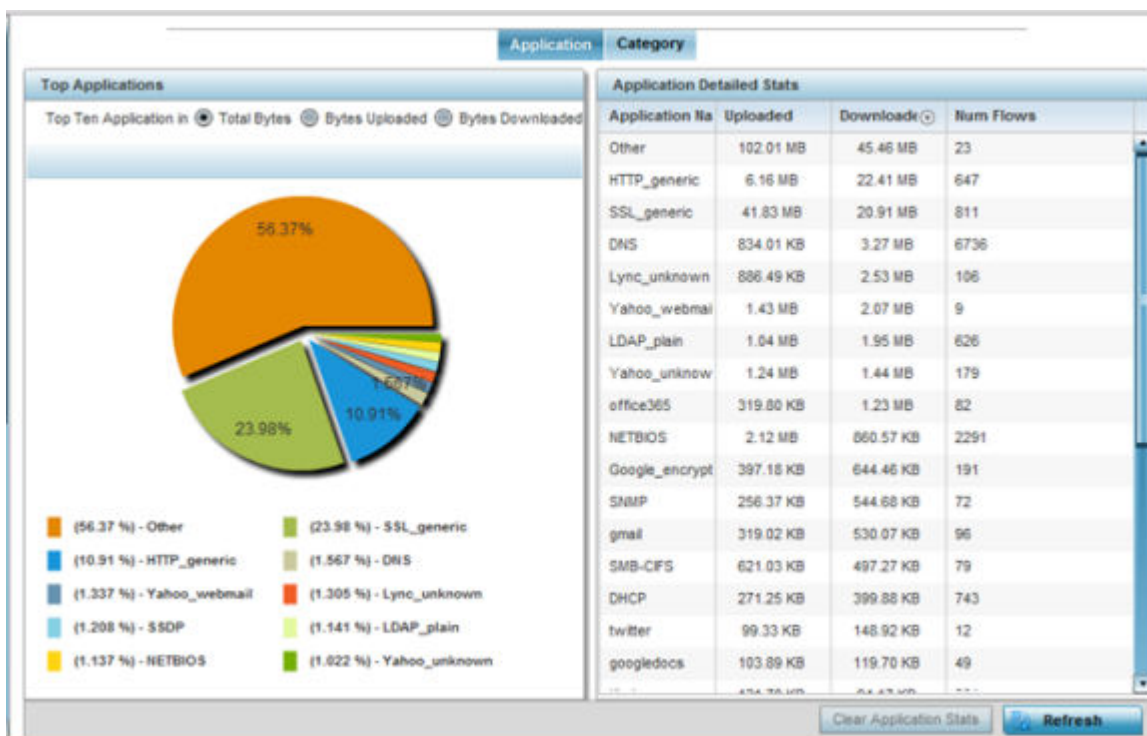 Application Category
Top Applications
Top Ten Application in Total Bytes Bytes Uploaded Bytes Downloaded
56.37%
1.567%
10.91%
23.98%
(56.37 %) - Other (23.98 %) - SSL_generic
(10.91 %) - HTTP_generic (1.567 %) - DNS
(1.337 %) - Yahoo_webmail (1.305 %) - Lync_unknown
(1.208 %) - SSDP (1.141 %) - LDAP_plain
(1.137 %) - NETBIOS (1.022 %) - Yahoo_unknown
Application Detailed Stats
Application Na Uploaded Downloade Num Flows
Other 102.01 MB 45.46 MB 23
HTTP_generic 6.16 MB 22.41 MB 647
SSL_generic 41.83 MB 20.91 MB 811
DNS 834.01 KB 3.27 MB 6736
Lync_unknown 886.49 KB 2.53 MB 106
Yahoo_webmai 1.43 MB 2.07 MB 9
LDAP_plain 1.04 MB 1.95 MB 626
Yahoo_unknow 1.24 MB 1.44 MB 179
office365 319.80 KB 1.23 MB 82
NETBIOS 2.12 MB 860.57 KB 2291
Google_encrypt 397.18 KB 644.46 KB 191
SNMP 256.37 KB 544.68 KB 72
gmail 319.02 KB 530.07 KB 96
SMB-CIFS 621.03 KB 497.27 KB 79
DHCP 271.25 KB 399.88 KB 743
twitter 99.33 KB 148.92 KB 12
googledocs 103.89 KB 119.70 KB 49
Clear Application Stats Refresh